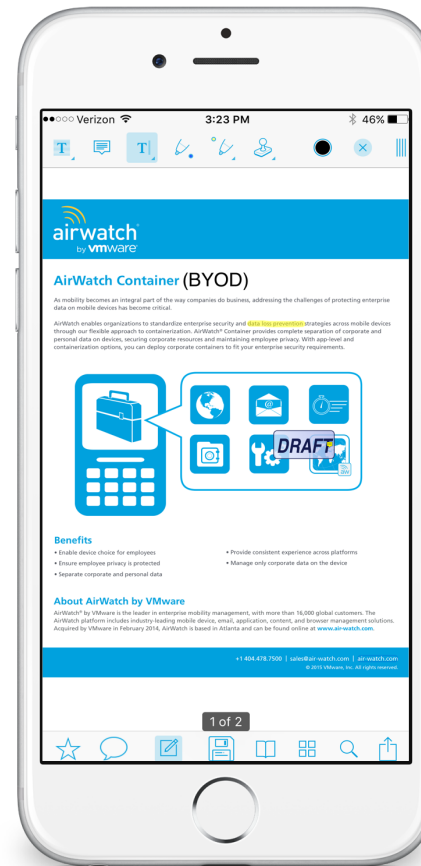 Verizon 3:23 PM 46%
T T
airwatch
by vmware
AirWatch Container (BYOD)
As mobility becomes an integral part of the way companies do business, addressing the challenges of protecting enterprise
data on mobile devices has become critical.
AirWatch enables organizations to standardize enterprise security and data loss prevention strategies across mobile devices
through our flexible approach to containerization. AirWatch® Container provides complete separation of corporate and
personal data on devices, securing corporate resources and maintaining employee privacy. With app-level and
containerization options, you can deploy corporate containers to fit your enterprise security requirements.
@
DRAFT
aw
Benefits
• Enable device choice for employees
• Ensure employee privacy is protected
• Separate corporate and personal data
• Provide consistent experience across platforms
• Manage only corporate data on the device
About AirWatch by VMware
AirWatch® by VMware is the leader in enterprise mobility management, with more than 16,000 global customers. The
AirWatch platform includes industry-leading mobile device, email, application, content, and browser management solutions.
Acquired by VMware in February 2014, AirWatch is based in Atlanta and can be found online at www.air-watch.com.
+1 404.478.7500 | sales@air-watch.com | air-watch.com
© 2015 VMware, Inc. All rights reserved.
1 of 2